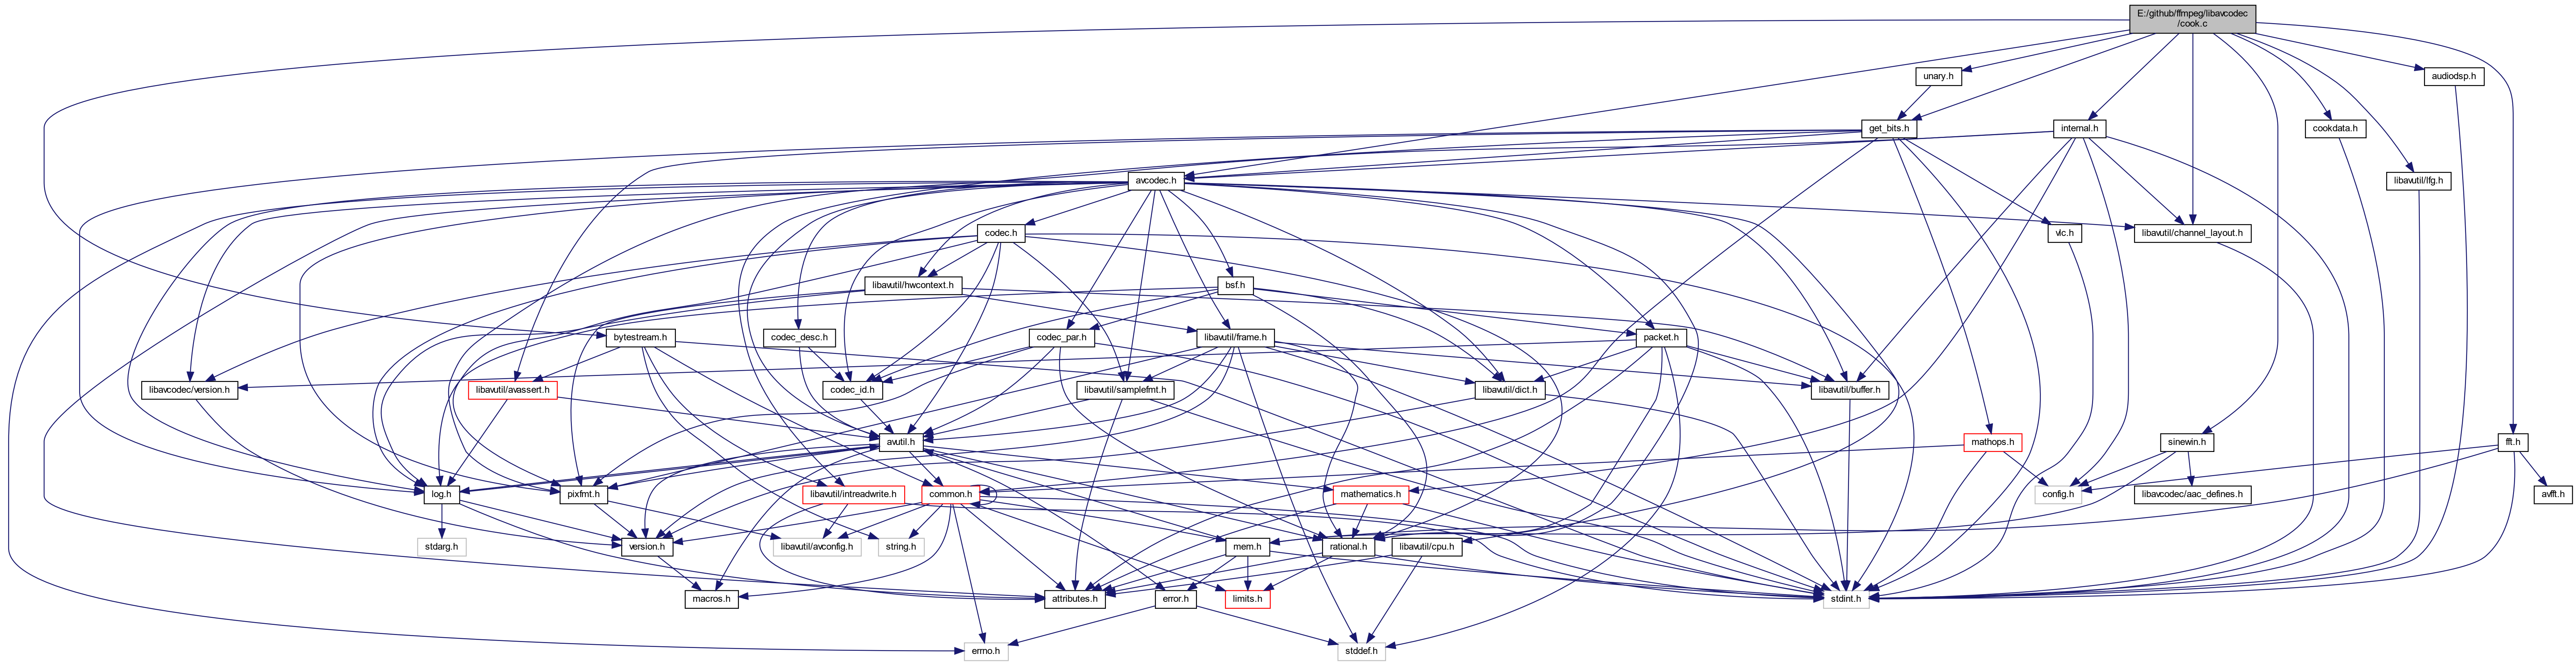 E:/github/ffmpeg/libavcodec
/cook.c
unary.h
audiodsp.h
get_bits.h
internal.h
cookdata.h
avcodec.h
libavutil/lfg.h
codec.h
vlc.h
libavutil/channel_layout.h
libavutil/hwcontext.h
bsf.h
bytestream.h
codec_desc.h
codec_par.h
libavutil/frame.h
packet.h
libavcodec/version.h
libavutil/avassert.h
codec_id.h
libavutil/samplefmt.h
libavutil/dict.h
libavutil/buffer.h
avutil.h
mathops.h
sinewin.h
fft.h
log.h
pixfmt.h
libavutil/intreadwrite.h
common.h
mathematics.h
config.h
libavcodec/aac_defines.h
avfft.h
stdarg.h
version.h
libavutil/avconfig.h
string.h
mem.h
rational.h
libavutil/cpu.h
macros.h
attributes.h
error.h
limits.h
stdint.h
errno.h
stddef.h